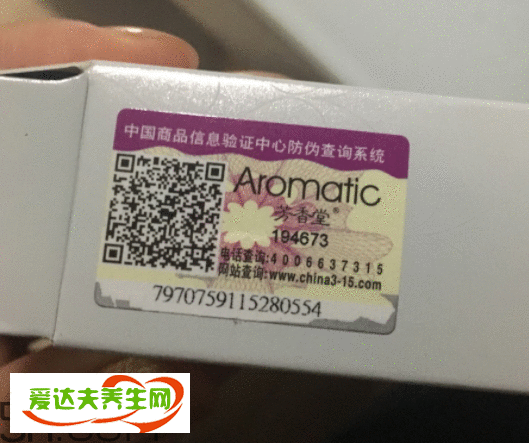 中国商品信息验证中心防伪查询系统
Aromatic
芳香堂®
194673
电话查询:4006637315
网站查询:www.china3-15.com
7970759115280554
爱达夫养生网